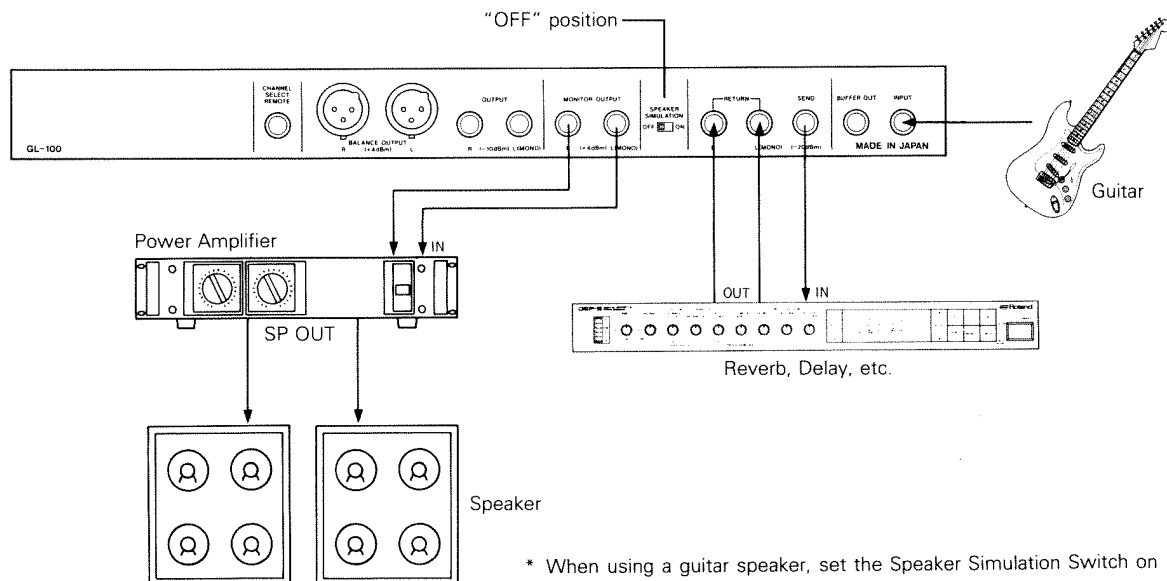 "OFF" position
CHANNEL
SELECT
REMOTE
OUTPUT
MONITOR OUTPUT
SPEAKER
SIMULATION
OFF ON
RETURN
SEND
BUFFER OUT
INPUT
GL-100
BALANCE OUTPUT
R (+4dBm) L
R (−10dBm) L(MONO)
(+4dBm) L(MONO)
L(MONO)
(−20dBm)
MADE IN JAPAN
Guitar
Power Amplifier
IN
SP OUT
OUT
IN
Roland
Reverb, Delay, etc.
Speaker
* When using a guitar speaker, set the Speaker Simulation Switch on